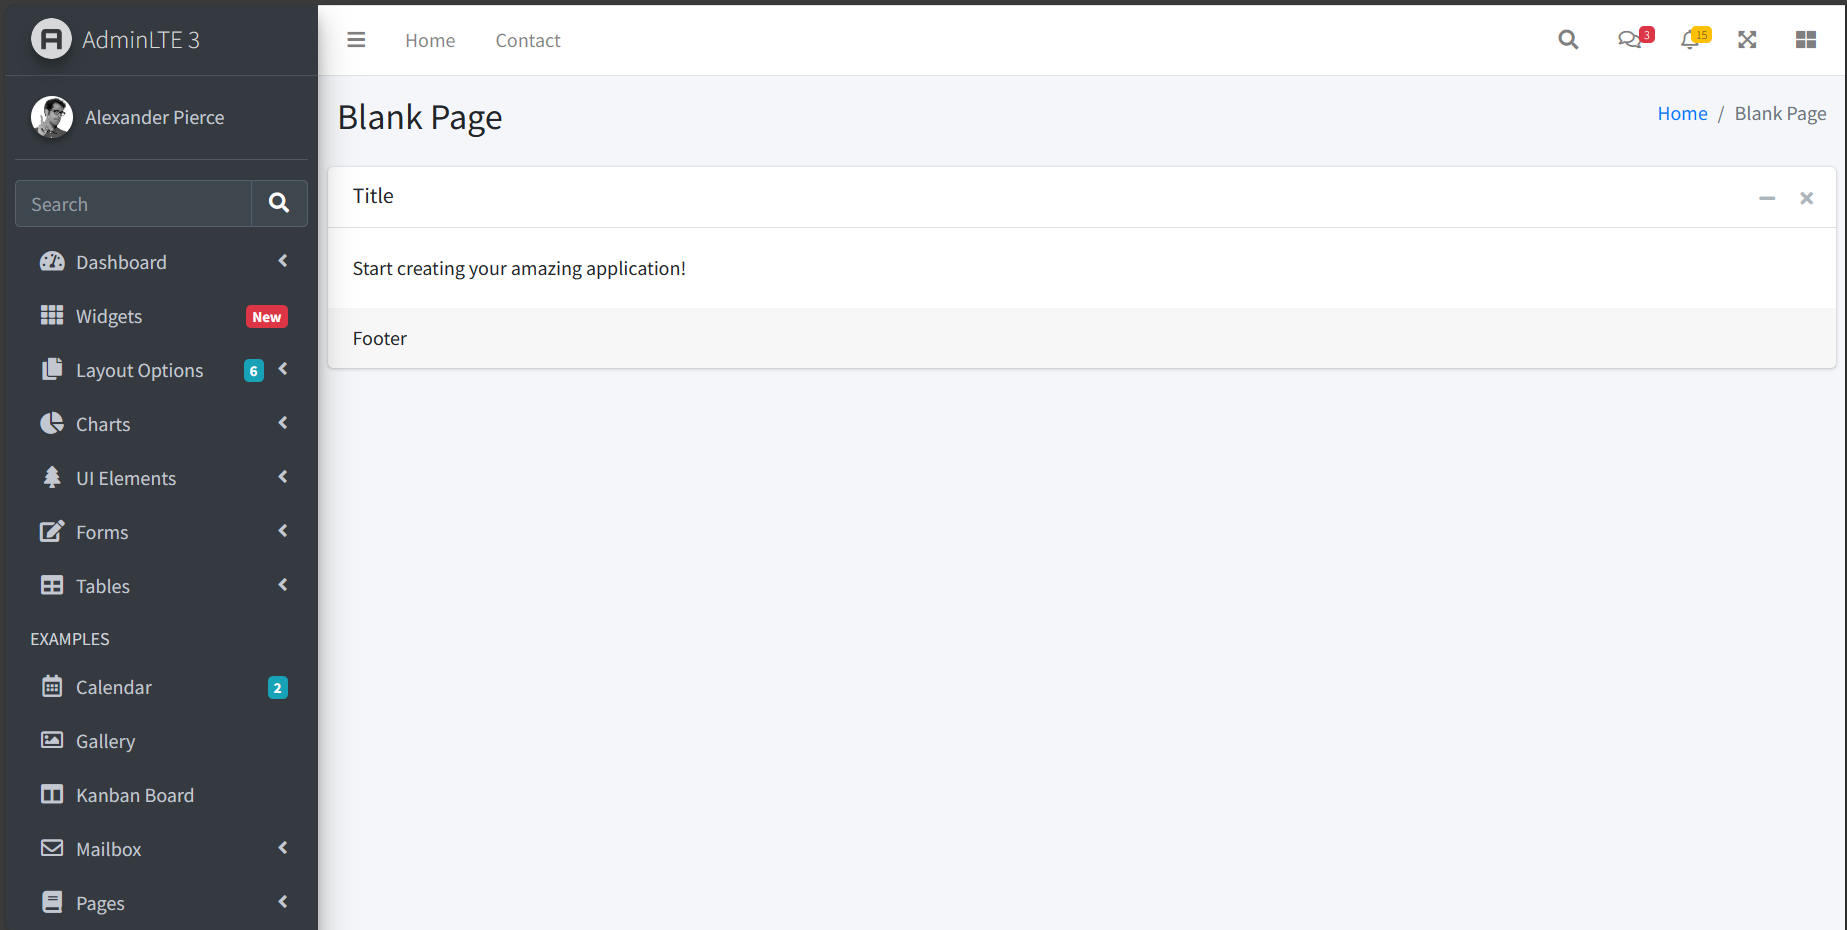 AdminLTE 3
Home
Contact
3
15
Alexander Pierce
Blank Page
Home / Blank Page
Search
Title
Start creating your amazing application!
Footer
Dashboard
Widgets
New
Layout Options
6
Charts
UI Elements
Forms
Tables
EXAMPLES
Calendar
2
Gallery
Kanban Board
Mailbox
Pages